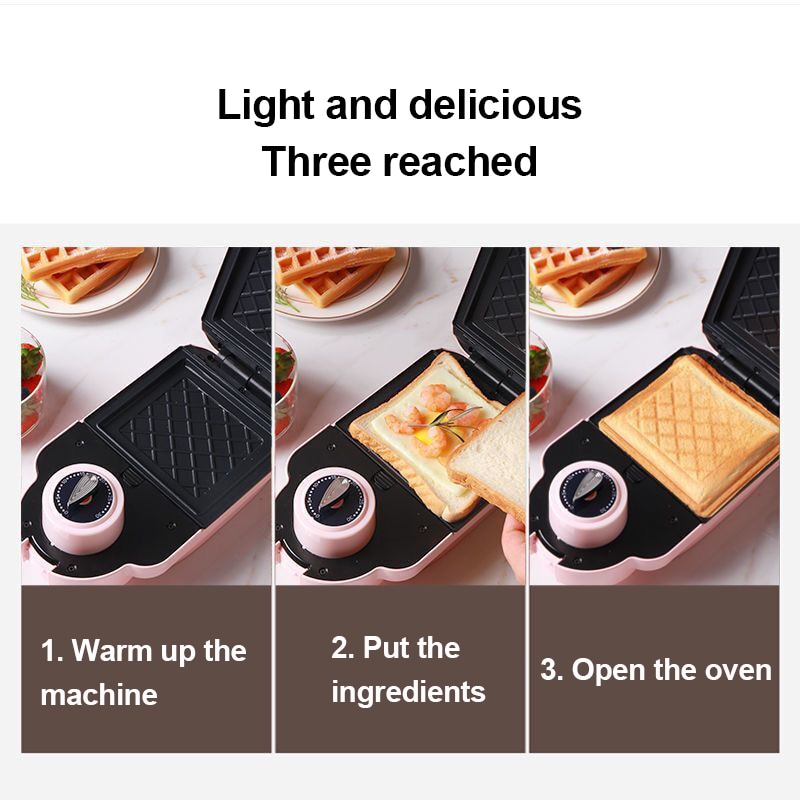 Light and delicious
Three reached
1. Warm up the
machine
2. Put the
ingredients
3. Open the oven